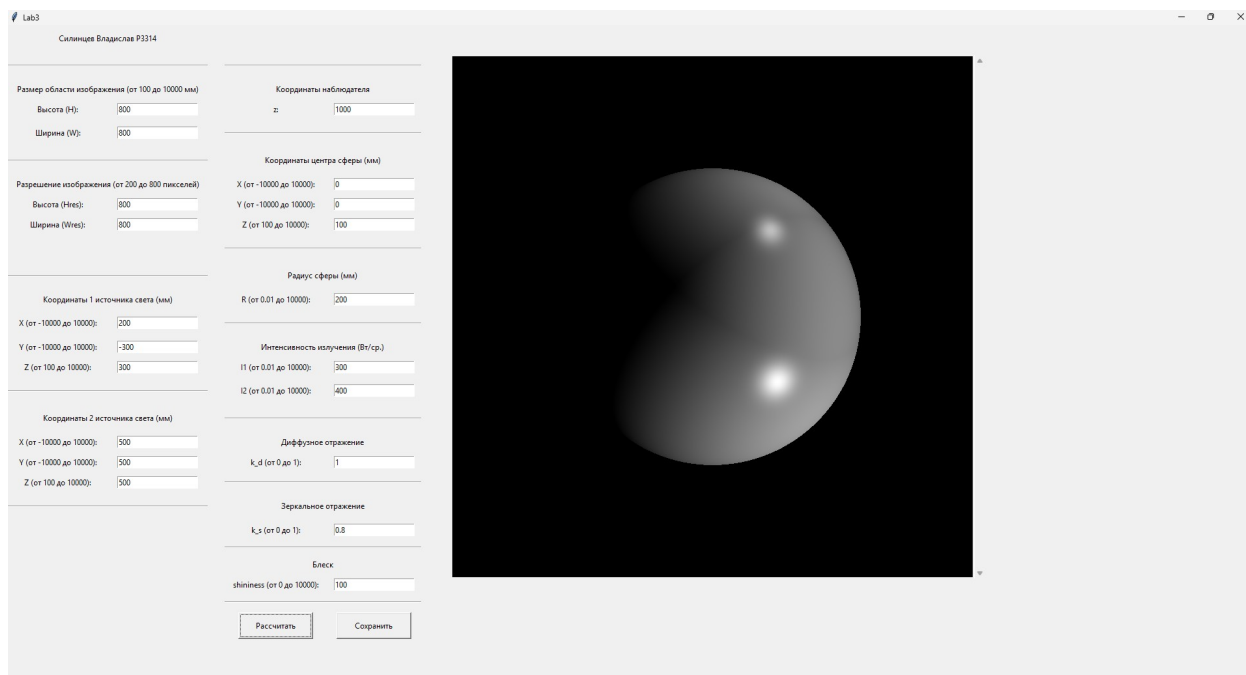 Lab3
Силинцев Владислав P3314
Размер области изображения (от 100 до 10000 мм)
Высота (H): 800
Ширина (W): 800
Разрешение изображения (от 200 до 800 пикселей)
Высота (Hres): 800
Ширина (Wres): 800
Координаты 1 источника света (мм)
X (от -10000 до 10000): 200
Y (от -10000 до 10000): -300
Z (от 100 до 10000): 300
Координаты 2 источника света (мм)
X (от -10000 до 10000): 500
Y (от -10000 до 10000): 500
Z (от 100 до 10000): 500
Координаты наблюдателя
z: 1000
Координаты центра сферы (мм)
X (от -10000 до 10000): 0
Y (от -10000 до 10000): 0
Z (от 100 до 10000): 100
Радиус сферы (мм)
R (от 0.01 до 10000): 200
Интенсивность излучения (Вт/ср.)
I1 (от 0.01 до 10000): 300
I2 (от 0.01 до 10000): 400
Диффузное отражение
k_d (от 0 до 1): 1
Зеркальное отражение
k_s (от 0 до 1): 0.8
Блеск
shininess (от 0 до 10000): 100
Рассчитать Сохранить